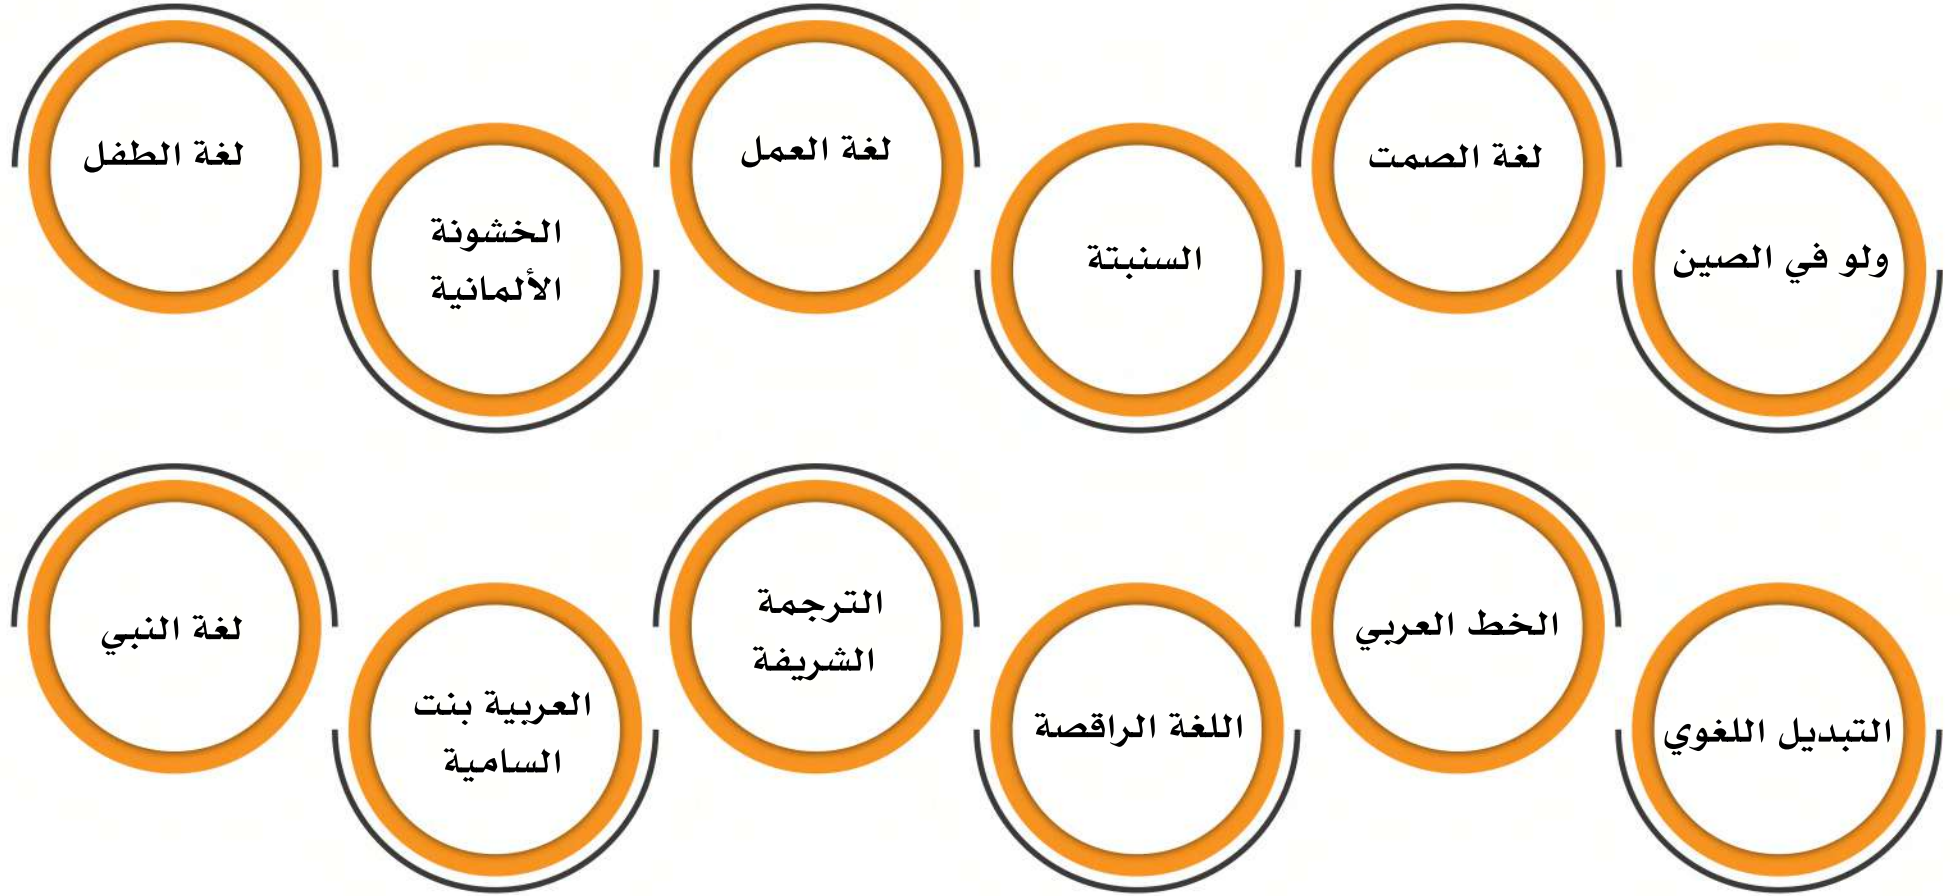 ولو في الصين
لغة الصمت
السنبتة
لغة العمل
الخشونة
الألمانية
لغة الطفل
التبديل اللغوي
الخط العربي
اللغة الراقصة
الترجمة
الشريفة
العربية بنت
السامية
لغة النبي